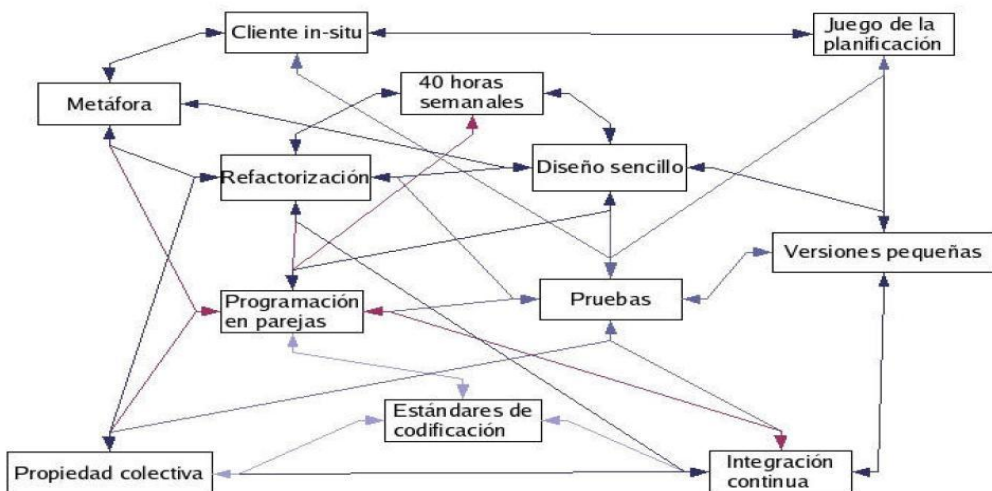 Cliente in-situ
Juego de la
planificación
40 horas
semanales
Metáfora
Refactorización
Diseño sencillo
Versiones pequeñas
Programación
en parejas
Pruebas
Estándares de
codificación
Propiedad colectiva
Integración
continua